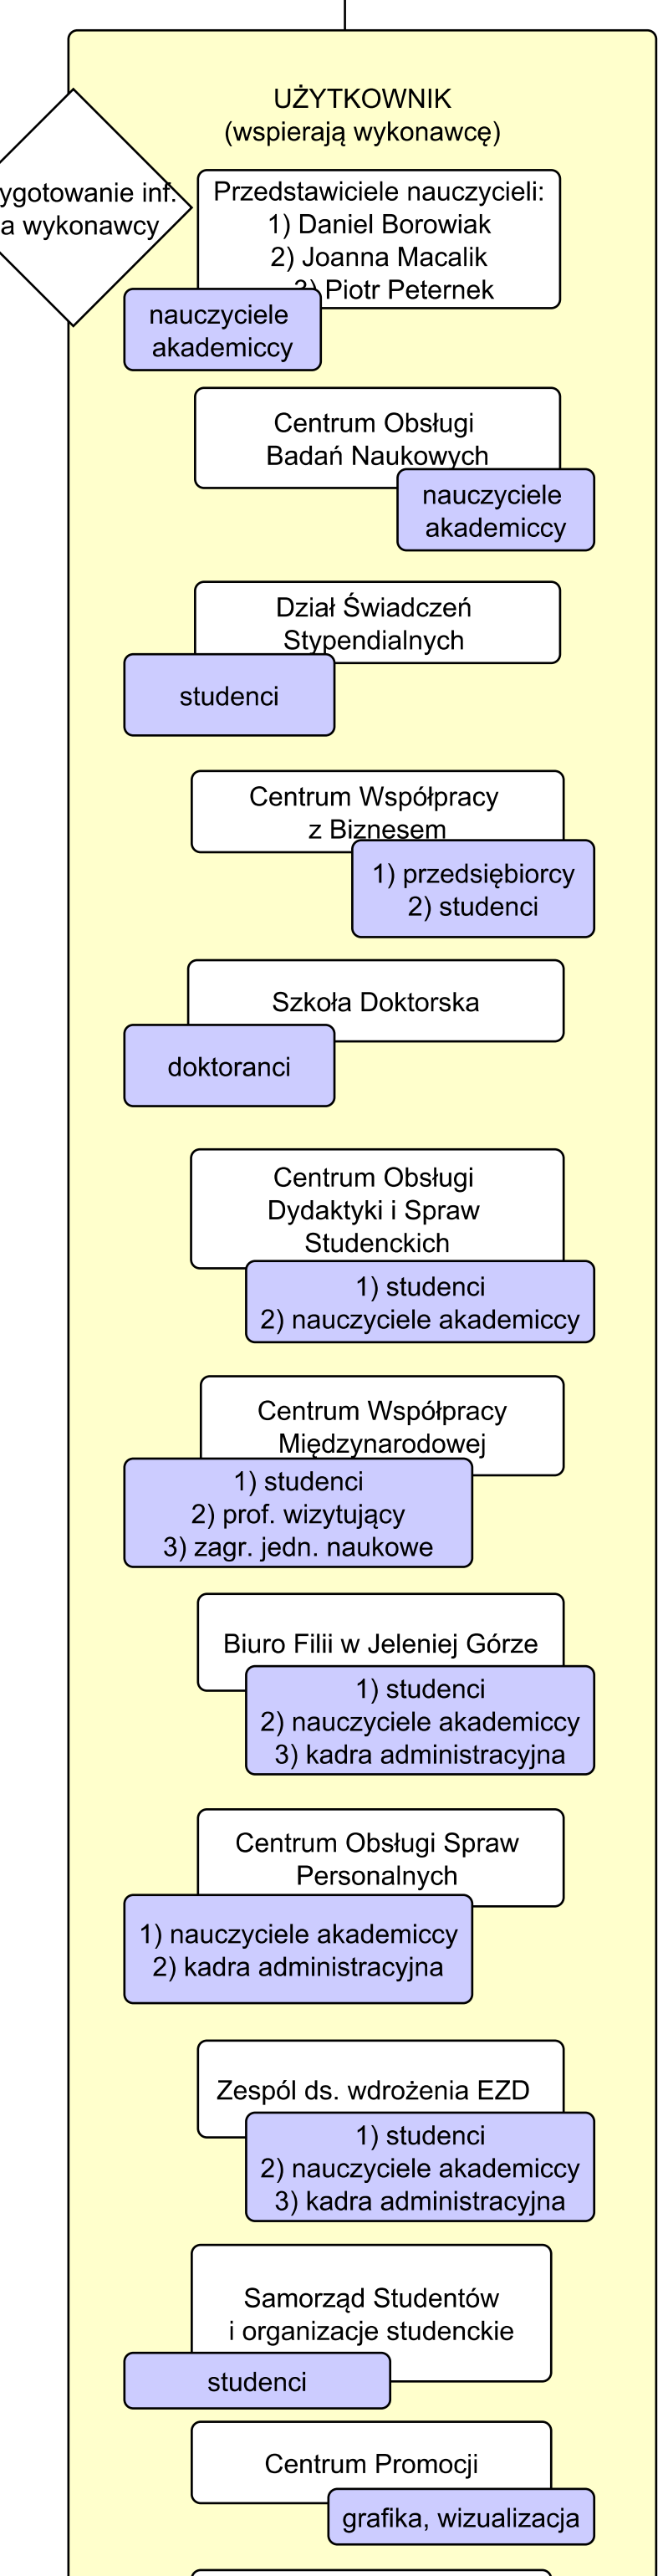 UŻYTKOWNIK
(wspierają wykonawcę)
ygotowanie inf.
a wykonawcy
Przedstawiciele nauczycieli:
1) Daniel Borowiak
2) Joanna Macalik
3) Piotr Peternek
nauczyciele
akademiccy
Centrum Obsługi
Badań Naukowych
nauczyciele
akademiccy
Dział Świadczeń
Stypendialnych
studenci
Centrum Współpracy
z Biznesem
1) przedsiębiorcy
2) studenci
Szkoła Doktorska
doktoranci
Centrum Obsługi
Dydaktyki i Spraw
Studenckich
1) studenci
2) nauczyciele akademiccy
Centrum Współpracy
Międzynarodowej
1) studenci
2) prof. wizytujący
3) zagr. jedn. naukowe
Biuro Filii w Jeleniej Górze
1) studenci
2) nauczyciele akademiccy
3) kadra administracyjna
Centrum Obsługi Spraw
Personalnych
1) nauczyciele akademiccy
2) kadra administracyjna
Zespól ds. wdrożenia EZD
1) studenci
2) nauczyciele akademiccy
3) kadra administracyjna
Samorząd Studentów
i organizacje studenckie
studenci
Centrum Promocji
grafika, wizualizacja